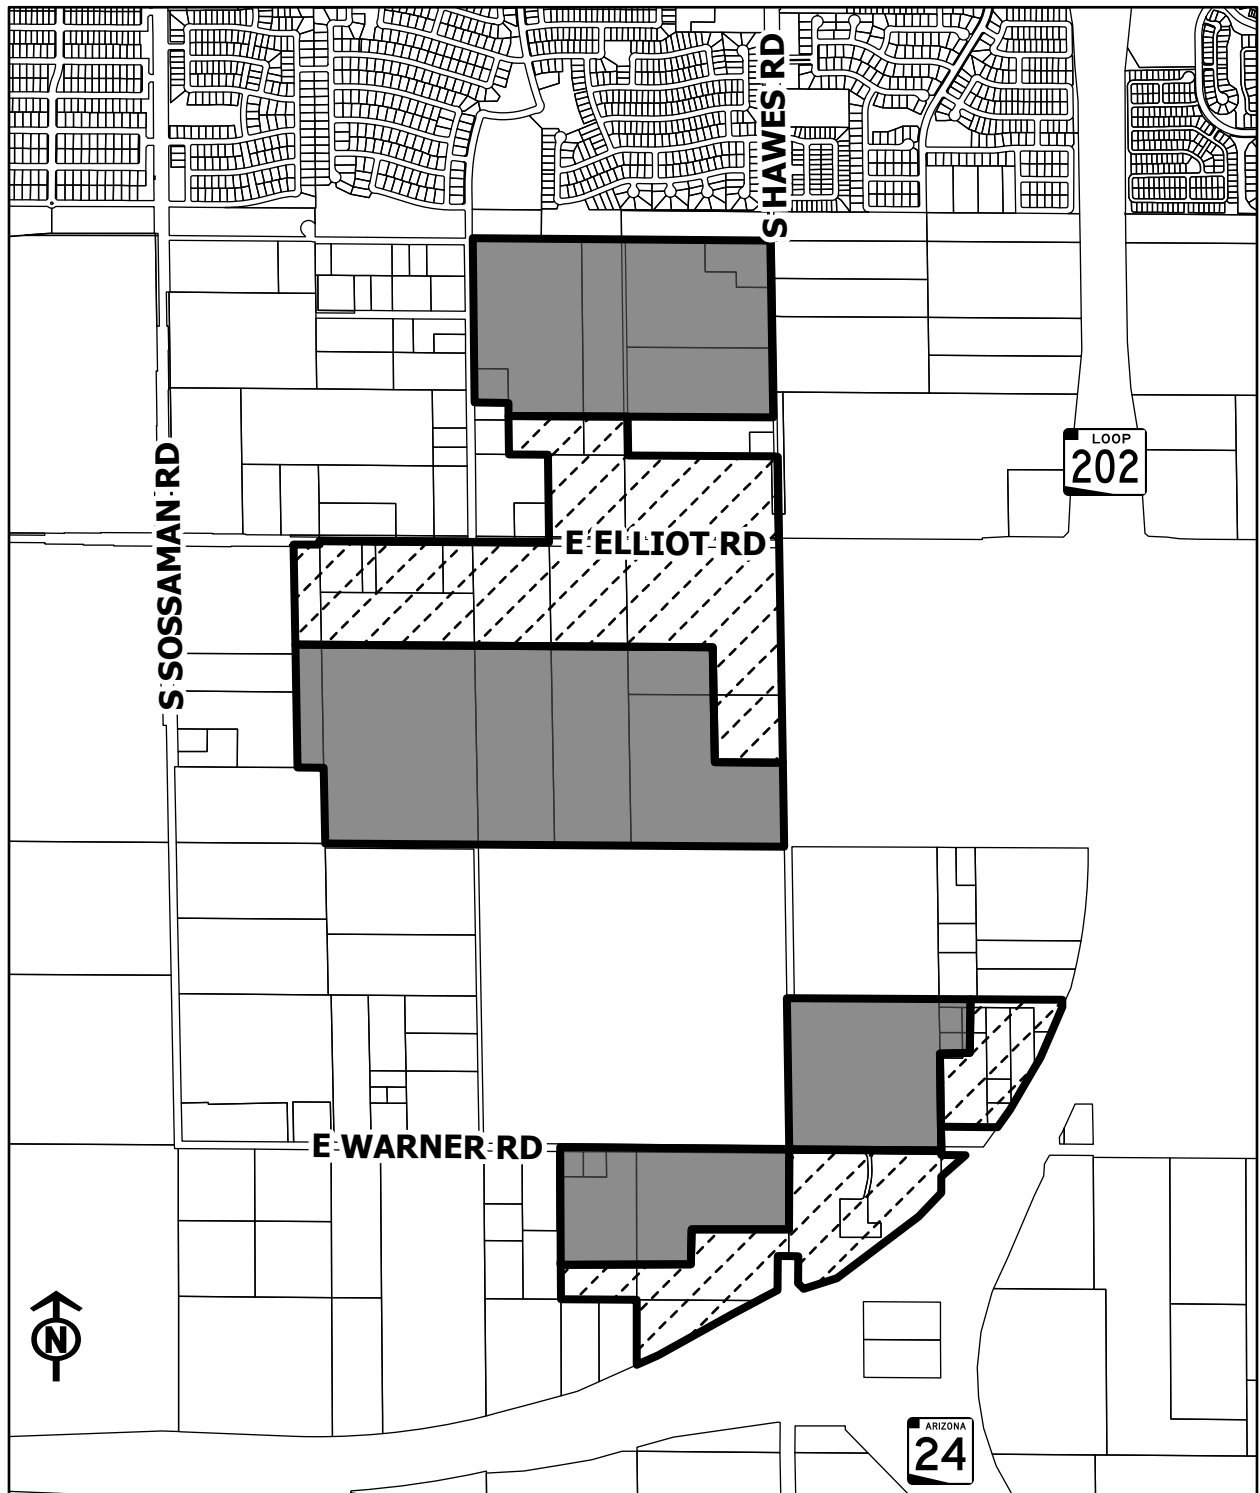 S HAWES RD
LOOP
202
S SOSSAMAN RD
E ELLIOT RD
E WARNER RD
N
ARIZONA
24